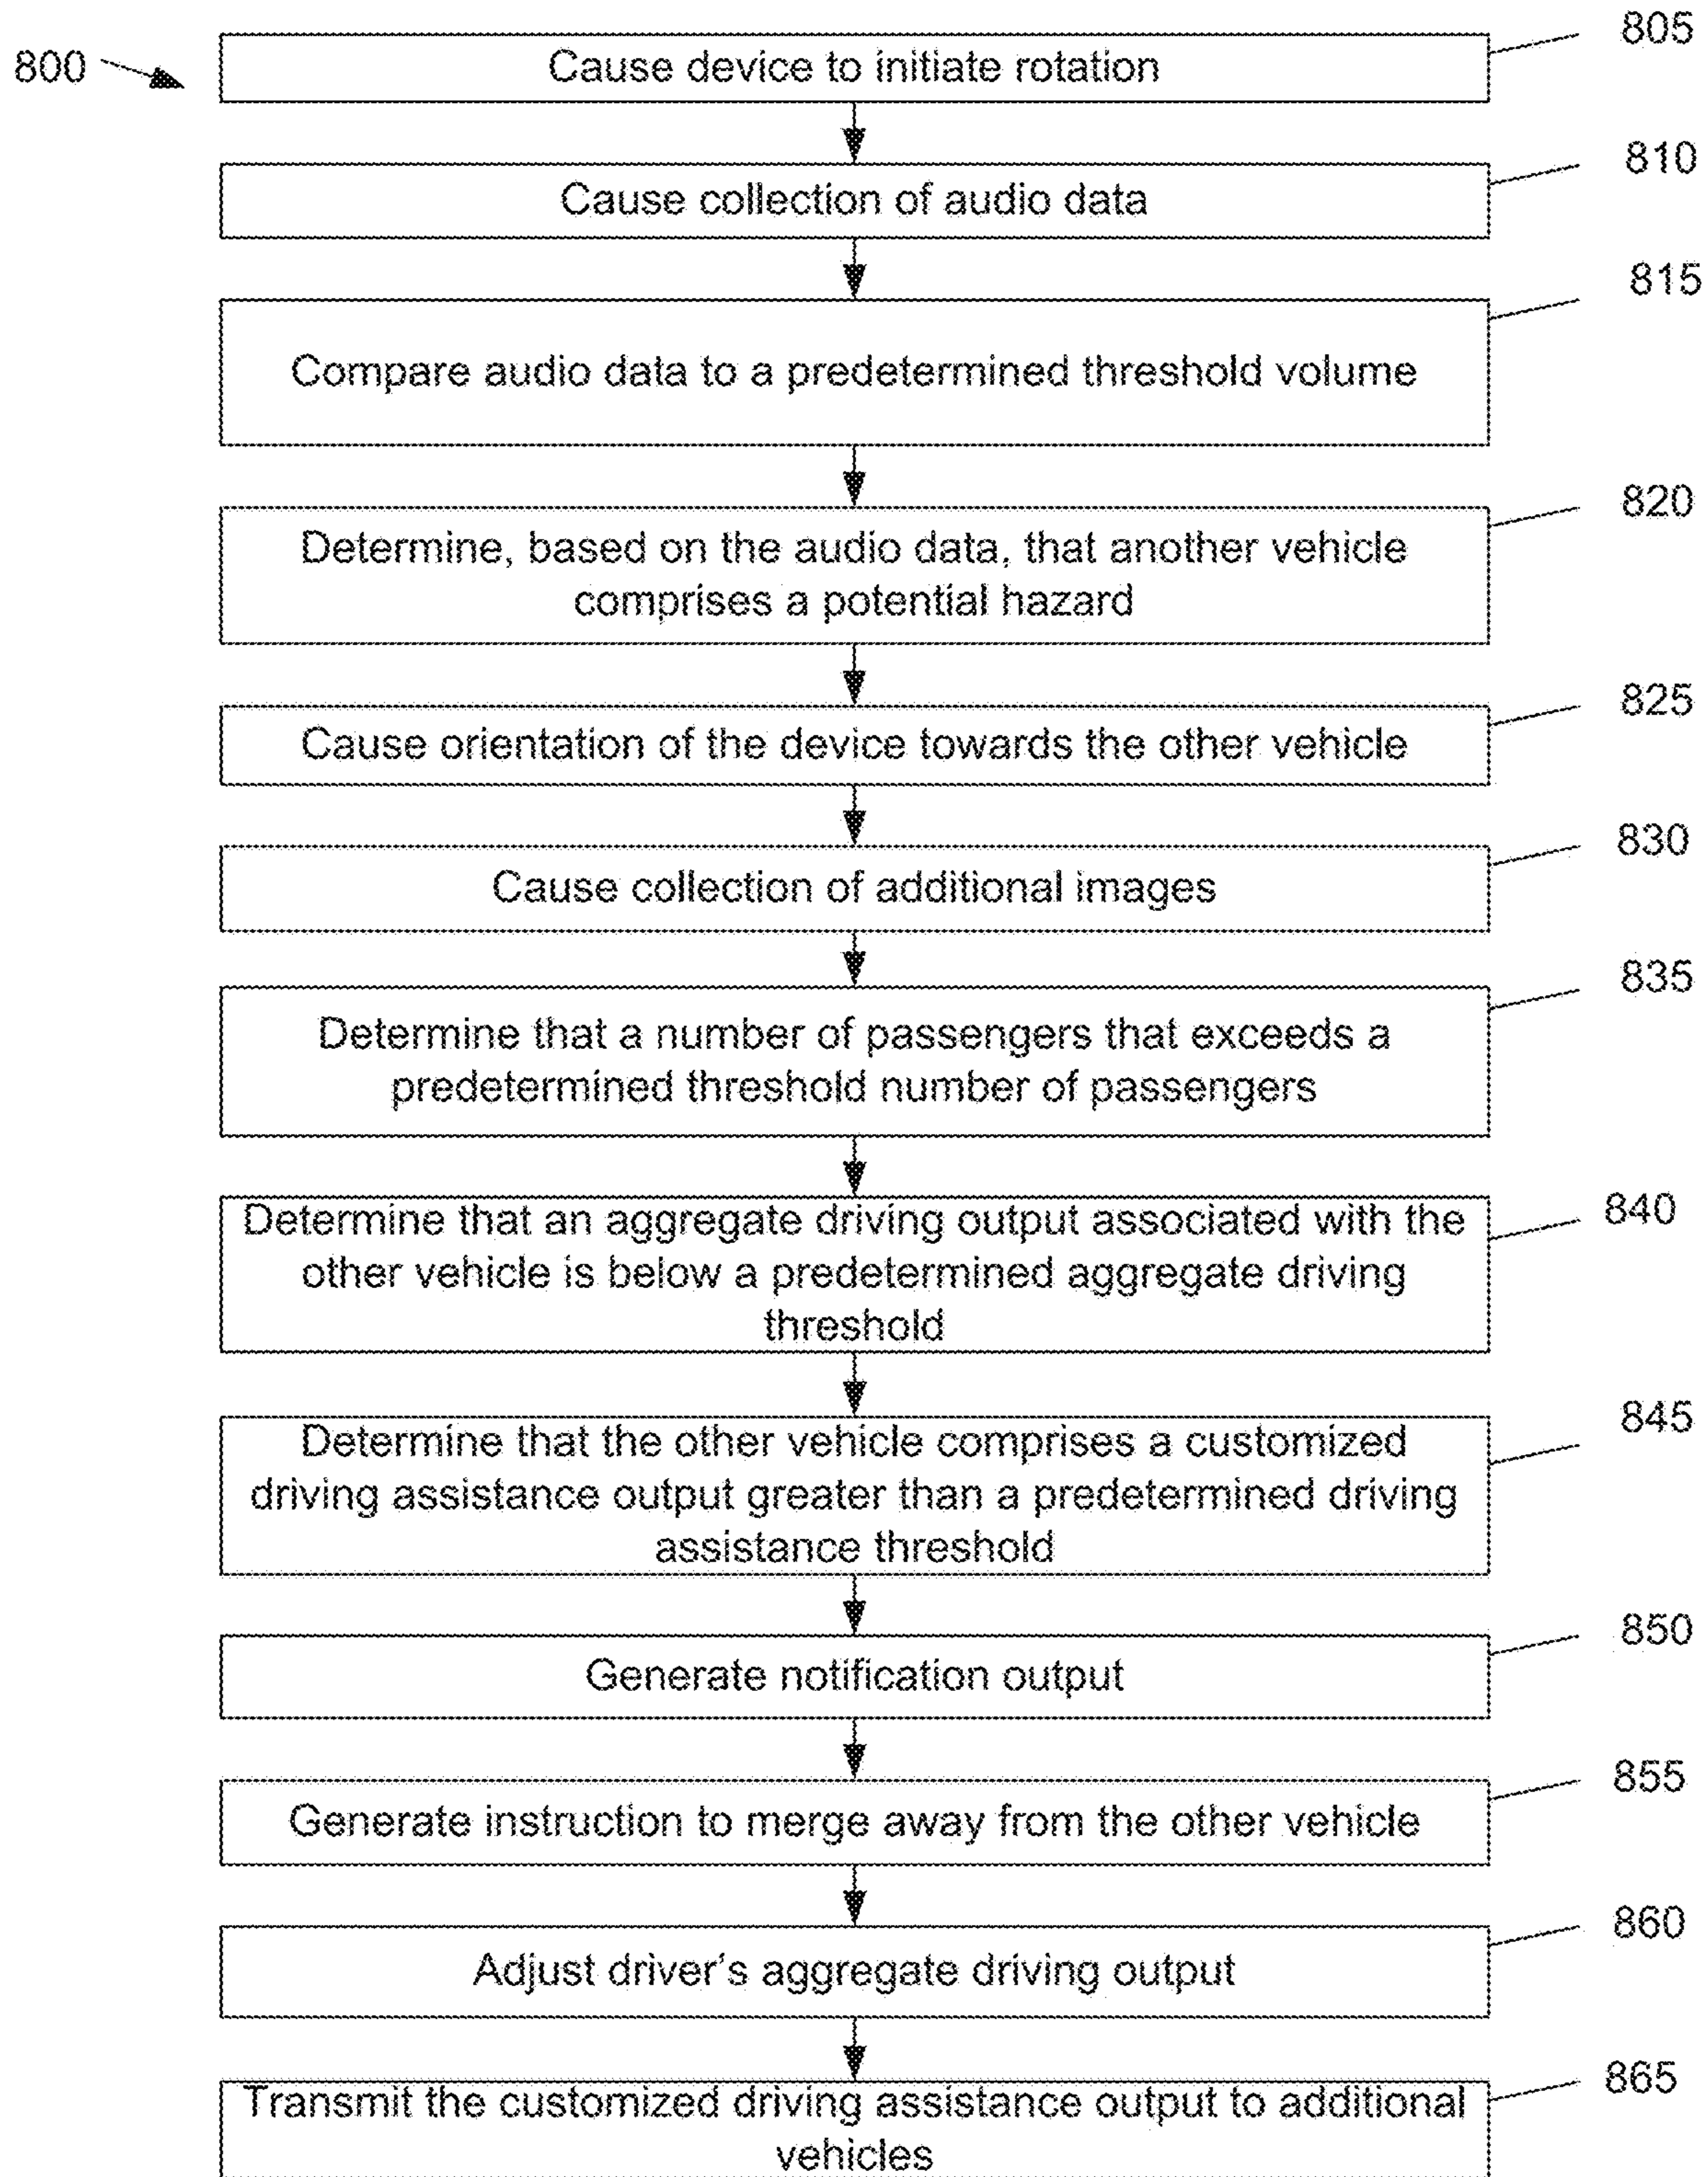 800
805
Cause device to initiate rotation
810
Cause collection of audio data
815
Compare audio data to a predetermined threshold volume
820
Determine, based on the audio data, that another vehicle
comprises a potential hazard
825
Cause orientation of the device towards the other vehicle
830
Cause collection of additional images
835
Determine that a number of passengers that exceeds a
predetermined threshold number of passengers
840
Determine that an aggregate driving output associated with the
other vehicle is below a predetermined aggregate driving
threshold
845
Determine that the other vehicle comprises a customized
driving assistance output greater than a predetermined driving
assistance threshold
850
Generate notification output
855
Generate instruction to merge away from the other vehicle
860
Adjust driver's aggregate driving output
865
Transmit the customized driving assistance output to additional
vehicles